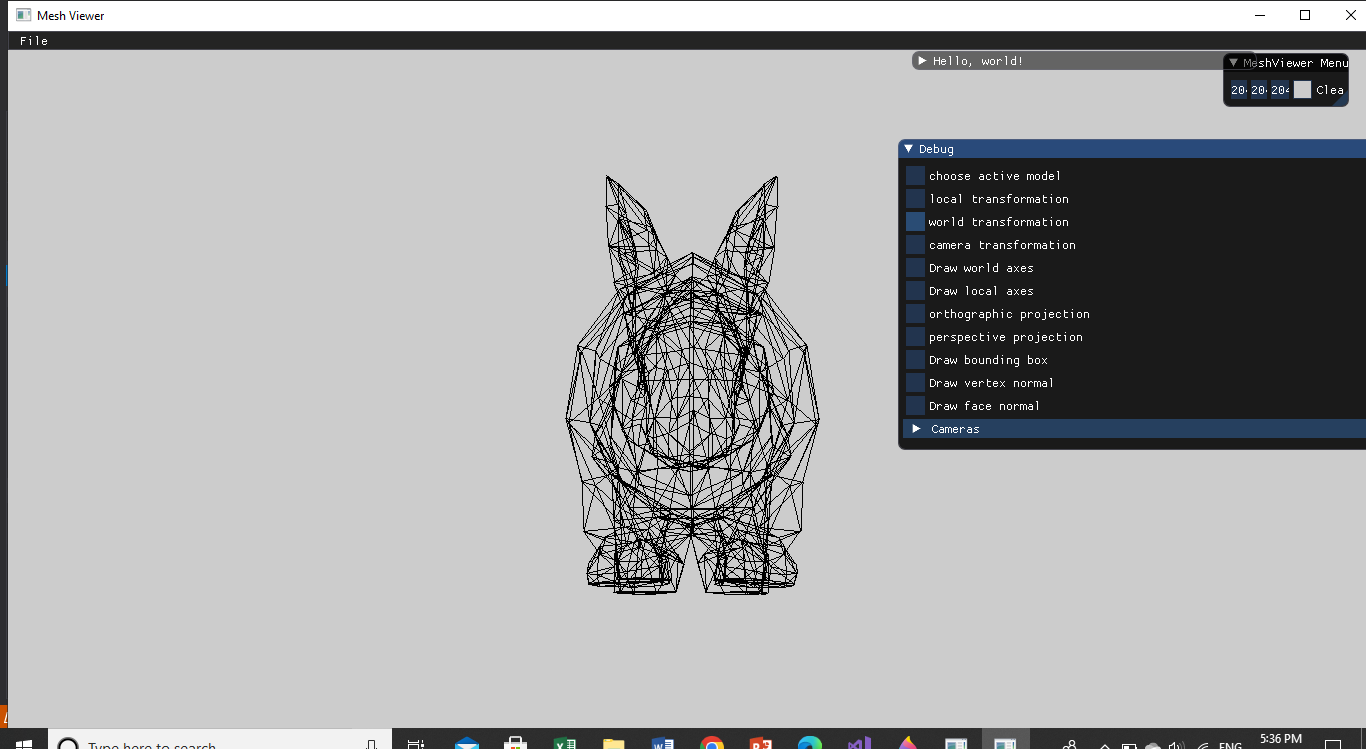 Mesh Viewer
File
Hello, world!
MeshViewer Menu
204 204 204 Clea
Debug
choose active model
local transformation
world transformation
camera transformation
Draw world axes
Draw local axes
orthographic projection
perspective projection
Draw bounding box
Draw vertex normal
Draw face normal
Cameras
Type here to search
ENG
5:36 PM